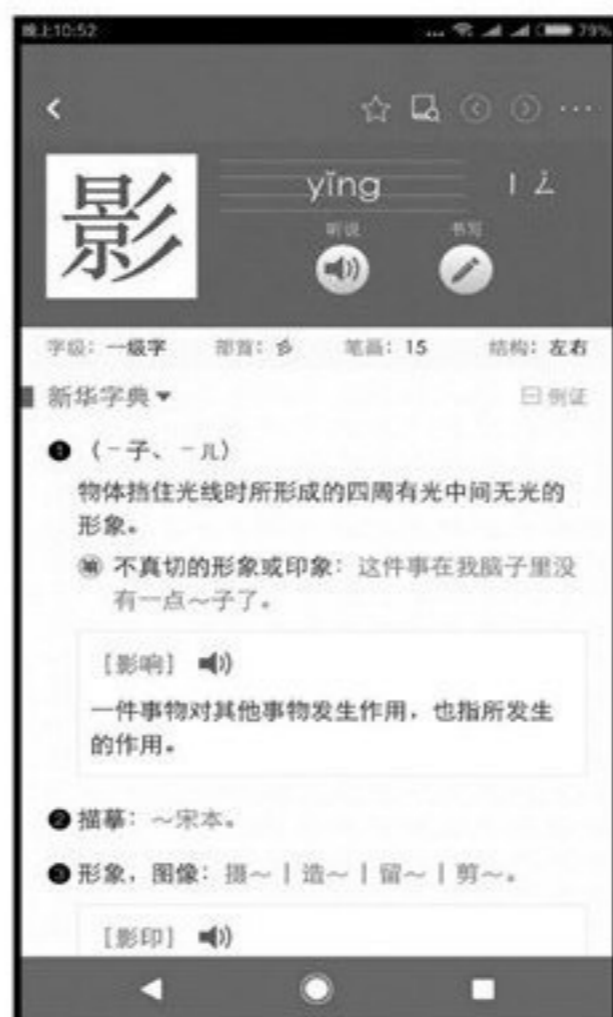 晚上10:52
... 79%
影
yǐng
听说
书写
字级：一级字 部首：彡 笔画：15 结构：左右
新华字典▼ 例证
❶（－子、－儿）
物体挡住光线时所形成的四周有光中间无光的
形象。
喻 不真切的形象或印象：这件事在我脑子里没
有一点～子了。
［影响］
一件事物对其他事物发生作用，也指所发生
的作用。
❷描摹：～宋本。
❸形象，图像：摄～｜造～｜留～｜剪～。
［影印］